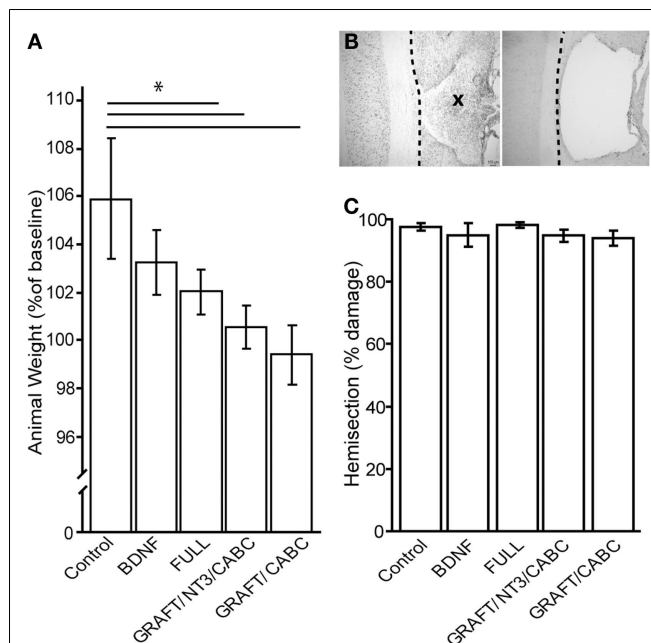 A
*
110
108
106
104
102
100
98
96
0
Animal Weight (%of baseline)
Control
BDNF
FULL
GRAFT/ NT3/CABC
GRAFT/ CABC
B
x
C
100
80
60
40
20
0
Hemisection (% damage)
Control
BDNF
FULL
GRAFT/NT3/CABC
GRAFT/CABC